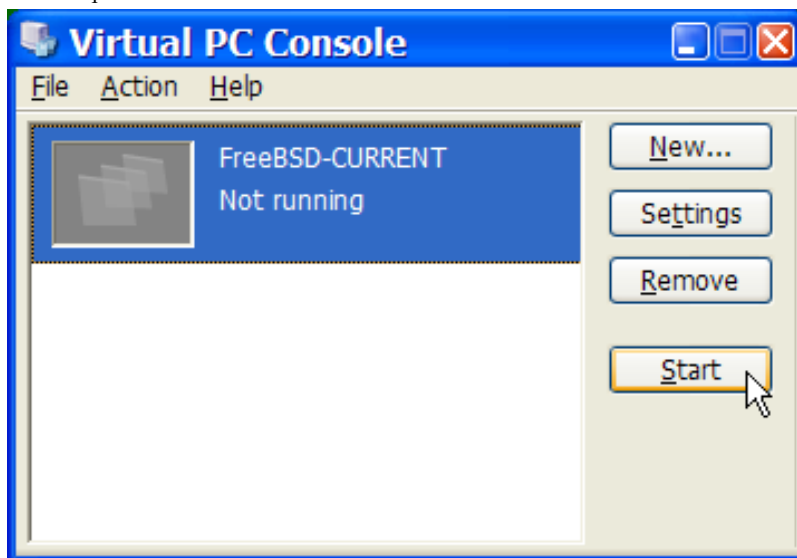 Virtual PC Console
File Action Help
FreeBSD-CURRENT
Not running
New...
Settings
Remove
Start